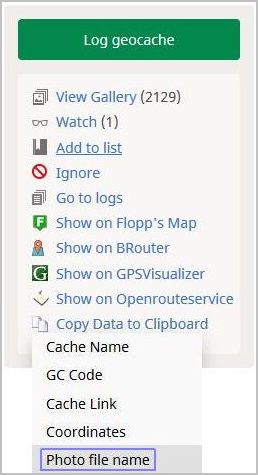 Log geocache
View Gallery (2129)
Watch (1)
Add to list
Ignore
Go to logs
Show on Flopp's Map
Show on BRouter
Show on GPSVisualizer
Show on Openrouteservice
Copy Data to Clipboard
Cache Name
GC Code
Cache Link
Coordinates
Photo file name